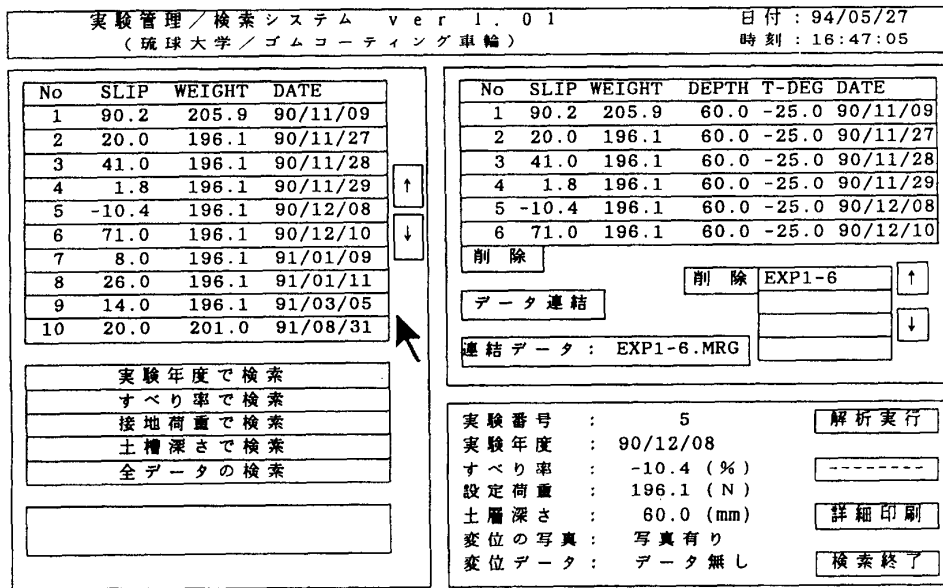 実験管理／検索システム ver 1.01
（琉球大学／ゴムコーティング車輪）
日付：94/05/27
時刻：16:47:05
No SLIP WEIGHT DATE
1 90.2 205.9 90/11/09
2 20.0 196.1 90/11/27
3 41.0 196.1 90/11/28
4 1.8 196.1 90/11/29
5 -10.4 196.1 90/12/08
6 71.0 196.1 90/12/10
7 8.0 196.1 91/01/09
8 26.0 196.1 91/01/11
9 14.0 196.1 91/03/05
10 20.0 201.0 91/08/31
↑
↓
実験年度で検索
すべり率で検索
接地荷重で検索
土槽深さで検索
全データの検索
No SLIP WEIGHT DEPTH T-DEG DATE
1 90.2 205.9 60.0 -25.0 90/11/09
2 20.0 196.1 60.0 -25.0 90/11/27
3 41.0 196.1 60.0 -25.0 90/11/28
4 1.8 196.1 60.0 -25.0 90/11/29
5 -10.4 196.1 60.0 -25.0 90/12/08
6 71.0 196.1 60.0 -25.0 90/12/10
削除
削除 EXP1-6
↑
データ連結
↓
連結データ： EXP1-6.MRG
実験番号 ： 5
実験年度 ： 90/12/08
すべり率 ： -10.4 (％)
設定荷重 ： 196.1 (N)
土層深さ ： 60.0 (mm)
変位の写真： 写真有り
変位データ： データ無し
解析実行
--------
詳細印刷
検索終了